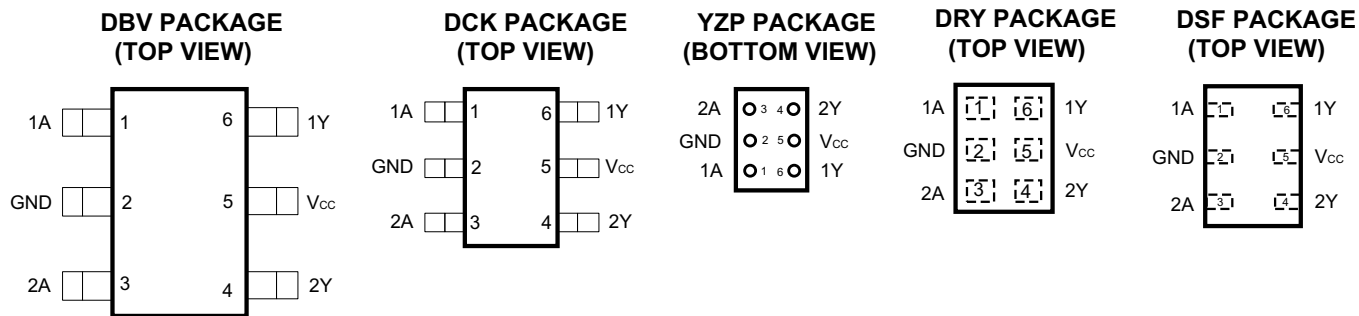 DBV PACKAGE
(TOP VIEW)
1A 1 6 1Y
GND 2 5 VCC
2A 3 4 2Y
DCK PACKAGE
(TOP VIEW)
1A 1 6 1Y
GND 2 5 VCC
2A 3 4 2Y
YZP PACKAGE
(BOTTOM VIEW)
2A 3 4 2Y
GND 2 5 VCC
1A 1 6 1Y
DRY PACKAGE
(TOP VIEW)
1A 1 6 1Y
GND 2 5 VCC
2A 3 4 2Y
DSF PACKAGE
(TOP VIEW)
1A 1 6 1Y
GND 2 5 VCC
2A 3 4 2Y